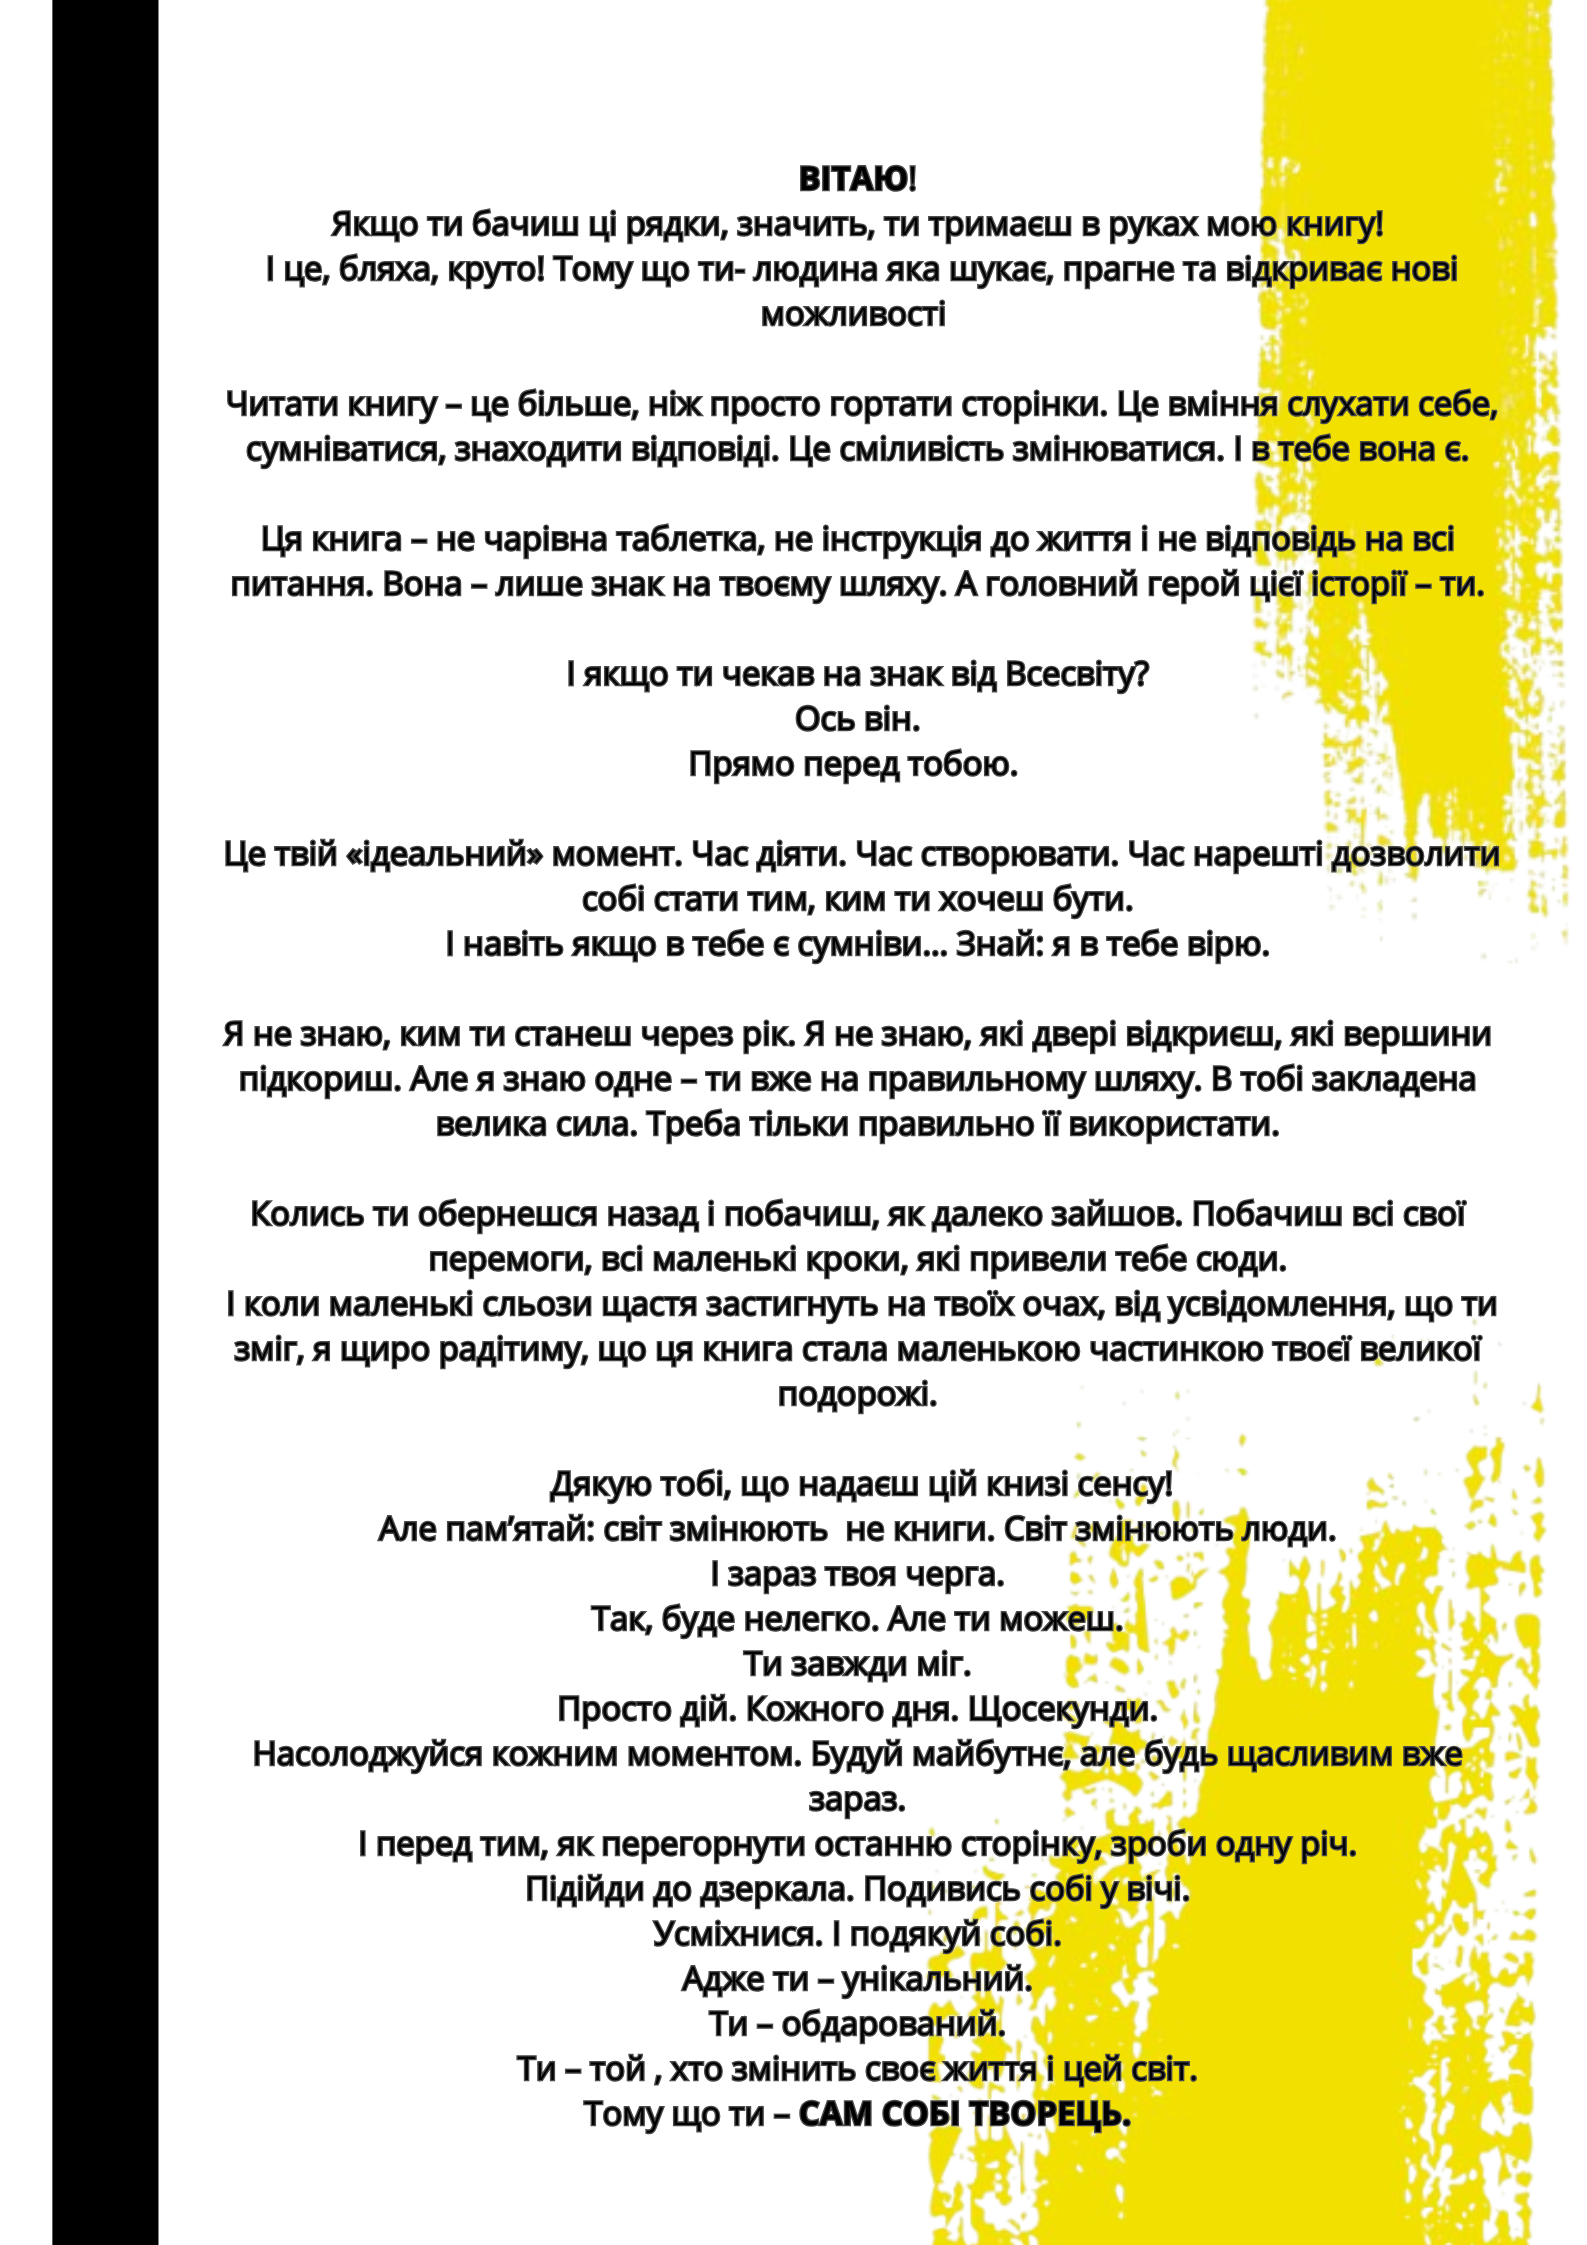 ВІТАЮ!
Якщо ти бачиш ці рядки, значить, ти тримаєш в руках мою книгу!
І це, бляха, круто! Тому що ти- людина яка шукає, прагне та відкриває нові
можливості
Читати книгу – це більше, ніж просто гортати сторінки. Це вміння слухати себе,
сумніватися, знаходити відповіді. Це сміливість змінюватися. І в тебе вона є.
Ця книга – не чарівна таблетка, не інструкція до життя і не відповідь на всі
питання. Вона – лише знак на твоєму шляху. А головний герой цієї історії – ти.
І якщо ти чекав на знак від Всесвіту?
Ось він.
Прямо перед тобою.
Це твій «ідеальний» момент. Час діяти. Час створювати. Час нарешті дозволити
собі стати тим, ким ти хочеш бути.
І навіть якщо в тебе є сумніви... Знай: я в тебе вірю.
Я не знаю, ким ти станеш через рік. Я не знаю, які двері відкриєш, які вершини
підкориш. Але я знаю одне – ти вже на правильному шляху. В тобі закладена
велика сила. Треба тільки правильно її використати.
Колись ти обернешся назад і побачиш, як далеко зайшов. Побачиш всі свої
перемоги, всі маленькі кроки, які привели тебе сюди.
І коли маленькі сльози щастя застигнуть на твоїх очах, від усвідомлення, що ти
зміг, я щиро радітиму, що ця книга стала маленькою частинкою твоєї великої
подорожі.
Дякую тобі, що надаєш цій книзі сенсу!
Але пам’ятай: світ змінюють  не книги. Світ змінюють люди.
І зараз твоя черга.
Так, буде нелегко. Але ти можеш.
Ти завжди міг.
Просто дій. Кожного дня. Щосекунди.
Насолоджуйся кожним моментом. Будуй майбутнє, але будь щасливим вже
зараз.
І перед тим, як перегорнути останню сторінку, зроби одну річ.
Підійди до дзеркала. Подивись собі у вічі.
Усміхнися. І подякуй собі.
Адже ти – унікальний.
Ти – обдарований.
Ти – той , хто змінить своє життя і цей світ.
Тому що ти – САМ СОБІ ТВОРЕЦЬ.